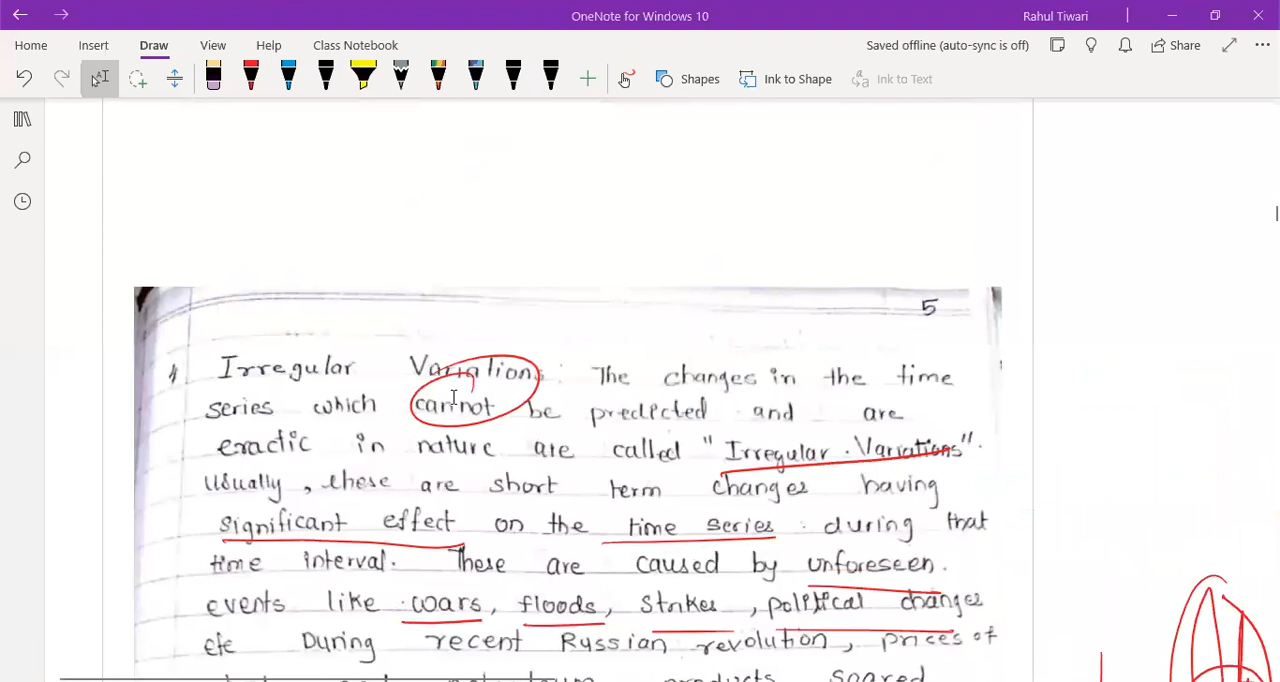 OneNote for Windows 10
Rahul Tiwari
Home Insert Draw View Help Class Notebook
Saved offline (auto-sync is off) Share
Shapes Ink to Shape Ink to Text
5
Irregular Variations: The changes in the time
series which cannot be predicted and are
eractic in nature are called "Irregular Variations".
Usually, these are short term changes having
significant effect on the time series during that
time interval. These are caused by unforeseen
events like wars, floods, strikes, political changes
etc During recent Russian revolution, prices of
products soared